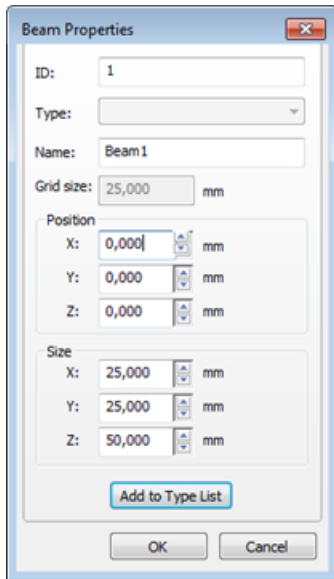 Beam Properties
ID: 1
Type:
Name: Beam1
Grid size: 25,000 mm
Position
X: 0,000 mm
Y: 0,000 mm
Z: 0,000 mm
Size
X: 25,000 mm
Y: 25,000 mm
Z: 50,000 mm
Add to Type List
OK Cancel